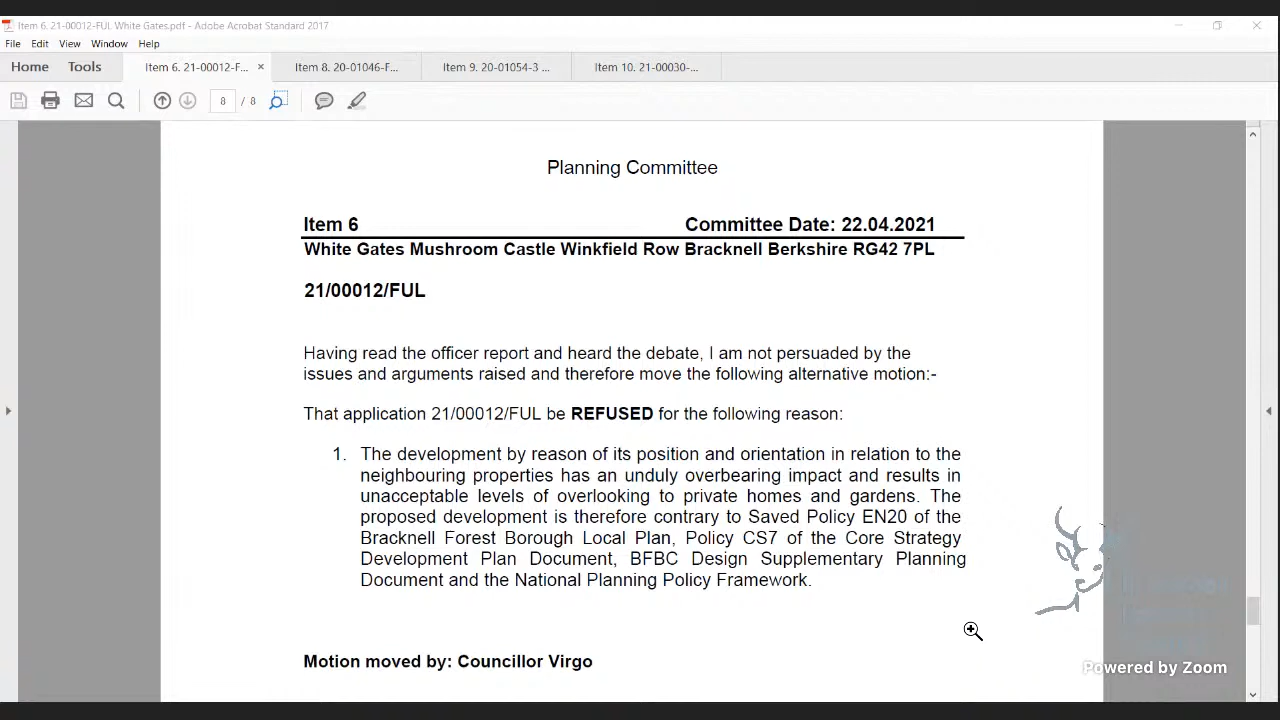 Item 6. 21-00012-FUL White Gates.pdf - Adobe Acrobat Standard 2017
File Edit View Window Help
Home Tools Item 6. 21-00012-F... × Item 8. 20-01046-F... Item 9. 20-01054-3 ... Item 10. 21-00030-...
8 / 8
Planning Committee
Item 6 Committee Date: 22.04.2021
White Gates Mushroom Castle Winkfield Row Bracknell Berkshire RG42 7PL
21/00012/FUL
Having read the officer report and heard the debate, I am not persuaded by the
issues and arguments raised and therefore move the following alternative motion:-
That application 21/00012/FUL be REFUSED for the following reason:
1. The development by reason of its position and orientation in relation to the
neighbouring properties has an unduly overbearing impact and results in
unacceptable levels of overlooking to private homes and gardens. The
proposed development is therefore contrary to Saved Policy EN20 of the
Bracknell Forest Borough Local Plan, Policy CS7 of the Core Strategy
Development Plan Document, BFBC Design Supplementary Planning
Document and the National Planning Policy Framework.
Motion moved by: Councillor Virgo
Powered by Zoom